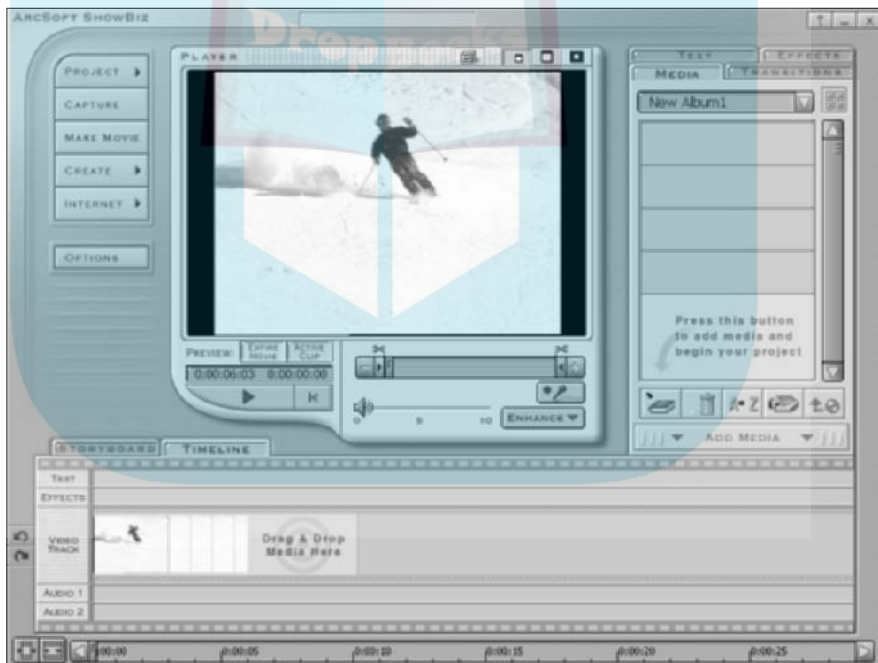 ArcSoft ShowBiz
DropBooks
Player
Text
Effects
Media
Transitions
New Album1
Project
Capture
Make Movie
Create
Internet
Options
Press this button
to add media and
begin your project
Preview:
Entire Movie
Active Clip
0:00:06:03 0:00:00:00
0 5 10
Enhance
A Z
Add Media
Storyboard
Timeline
Text
Effects
Video
Track
Drag & Drop
Media Here
Audio 1
Audio 2
0:00:00 0:00:05 0:00:10 0:00:15 0:00:20 0:00:25